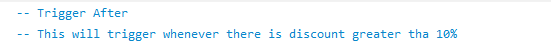 -- Trigger After
-- This will trigger whenever there is discount greater tha 10%